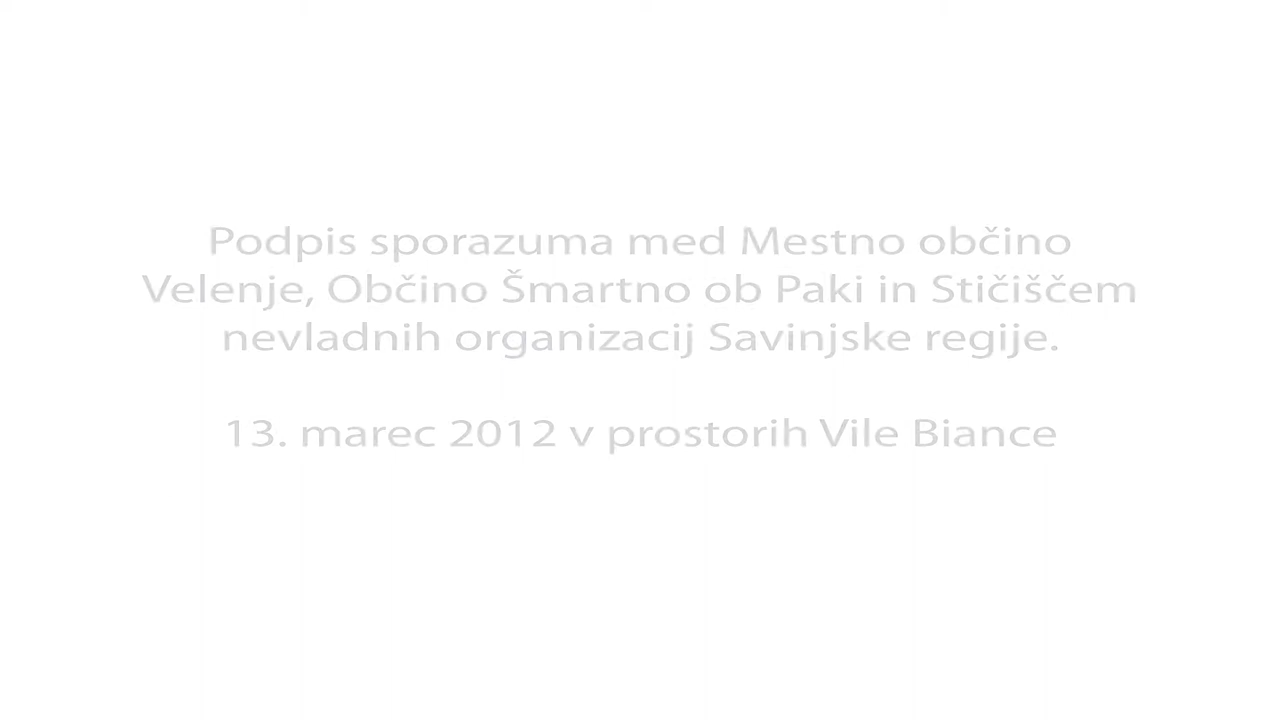 Podpis sporazuma med Mestno občino
Velenje, Občino Šmartno ob Paki in Stičiščem
nevladnih organizacij Savinjske regije.
13. marec 2012 v prostorih Vile Biance